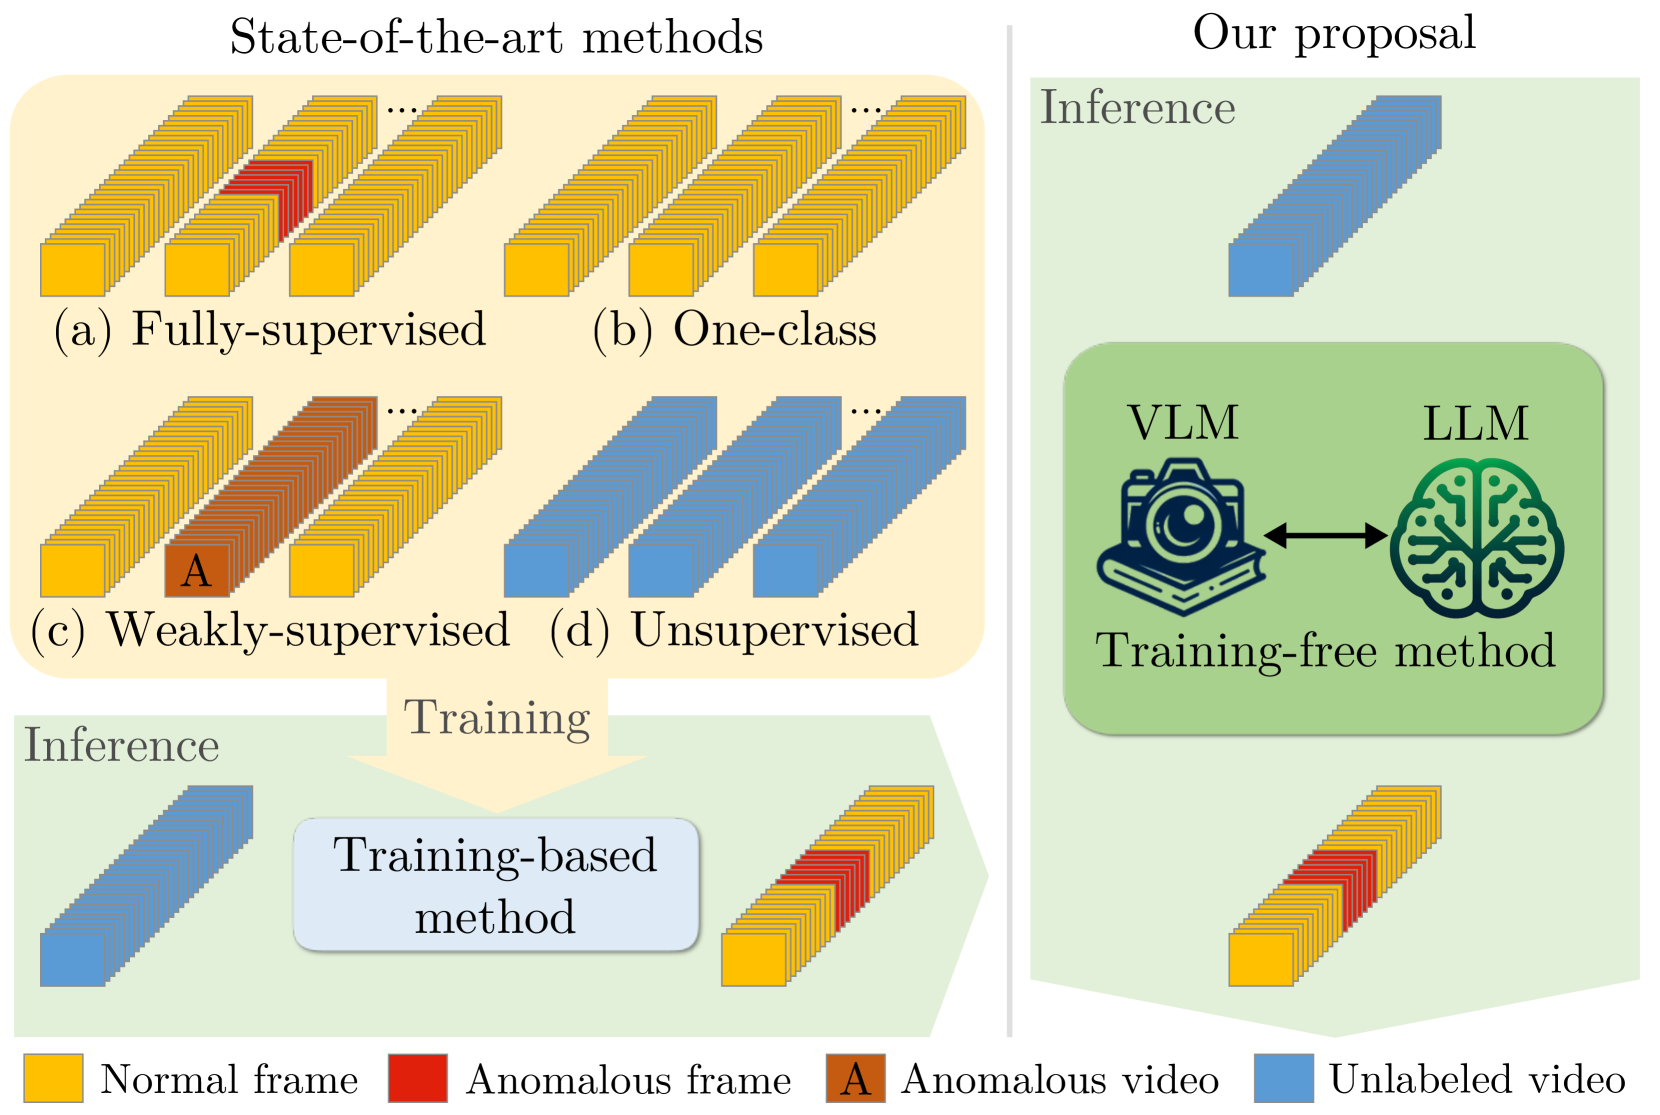 State-of-the-art methods
...
...
(a) Fully-supervised
(b) One-class
...
...
A
(c) Weakly-supervised
(d) Unsupervised
Training
Inference
Training-based
method
Our proposal
Inference
VLM
LLM
Training-free method
Normal frame
Anomalous frame
A
Anomalous video
Unlabeled video